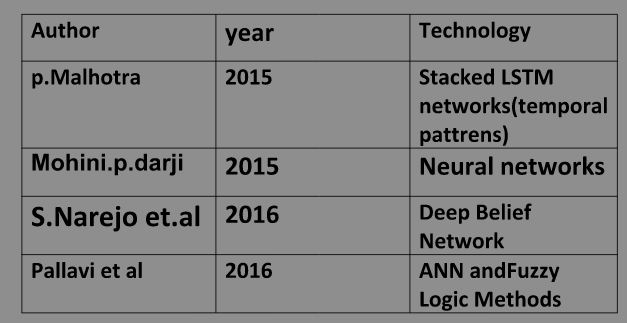 Author year Technology
p.Malhotra 2015 Stacked LSTM
networks(temporal
pattrens)
Mohini.p.darji 2015 Neural networks
S.Narejo et.al 2016 Deep Belief
Network
Pallavi et al 2016 ANN andFuzzy
Logic Methods